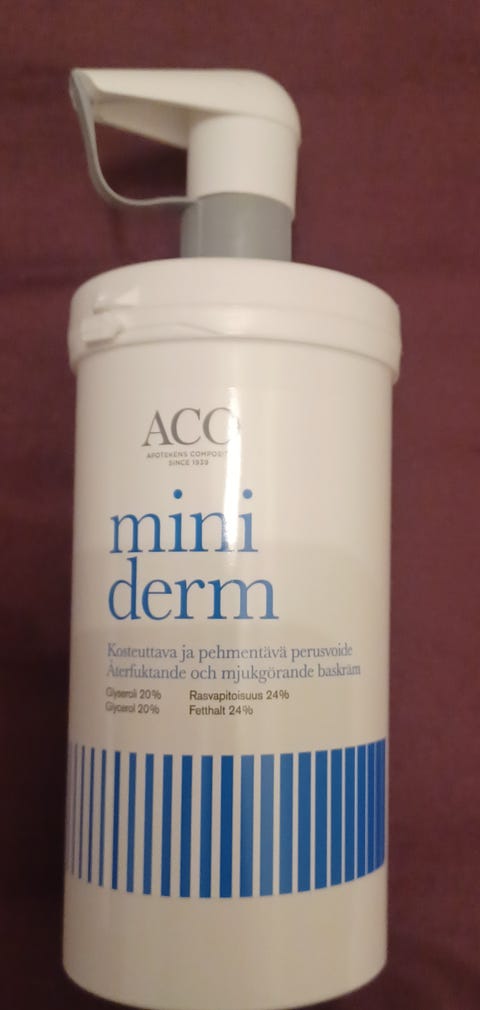 ACO
APOTEKENS COMPOSIT
SINCE 1939
mini
derm
Kosteuttava ja pehmentävä perusvoide
Återfuktande och mjukgörande baskräm
Glyseroli 20% Rasvapitoisuus 24%
Glycerol 20% Fetthalt 24%